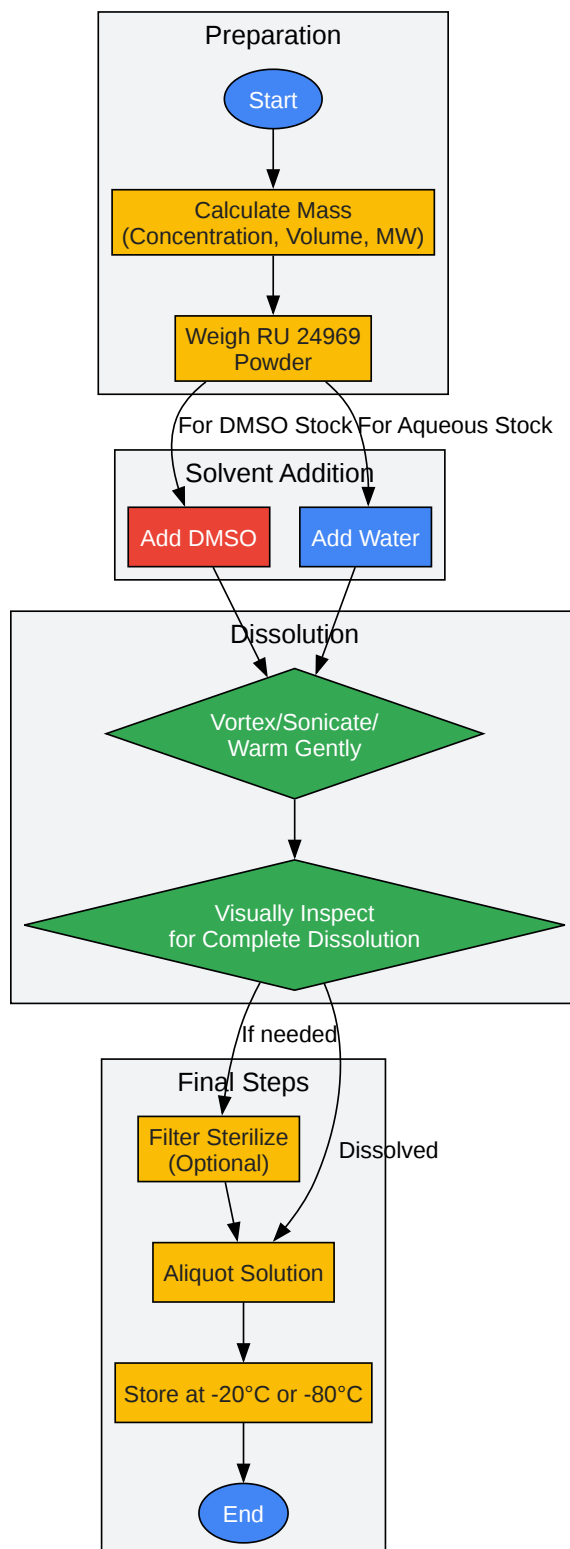 Preparation
Start
Calculate Mass
(Concentration, Volume, MW)
Weigh RU 24969
Powder
For DMSO Stock
For Aqueous Stock
Solvent Addition
Add DMSO
Add Water
Dissolution
Vortex/Sonicate/
Warm Gently
Visually Inspect
for Complete Dissolution
If needed
Final Steps
Filter Sterilize
(Optional)
Dissolved
Aliquot Solution
Store at -20°C or -80°C
End